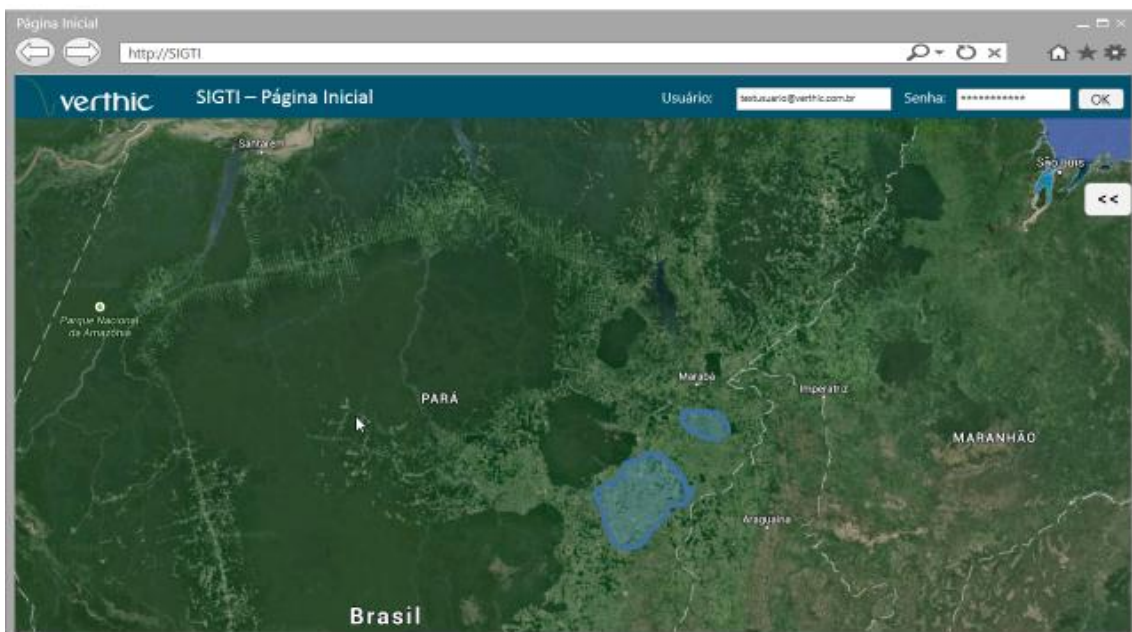 Página Inicial
http://SIGTI
verthic SIGTI – Página Inicial Usuário: testusuario@verthic.com.br Senha: *********** OK
Santarém
São Luis
<<
Parque Nacional
da Amazônia
Marabá
Imperatriz
PARÁ
MARANHÃO
Araguaína
Brasil